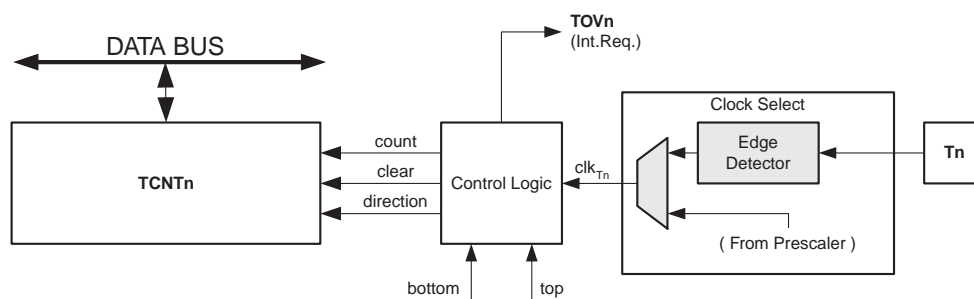 TOVn
(Int.Req.)
DATA BUS
Clock Select
count
Edge
Detector
Tn
TCNTn
clear
Control Logic
clkTn
direction
( From Prescaler )
bottom
top